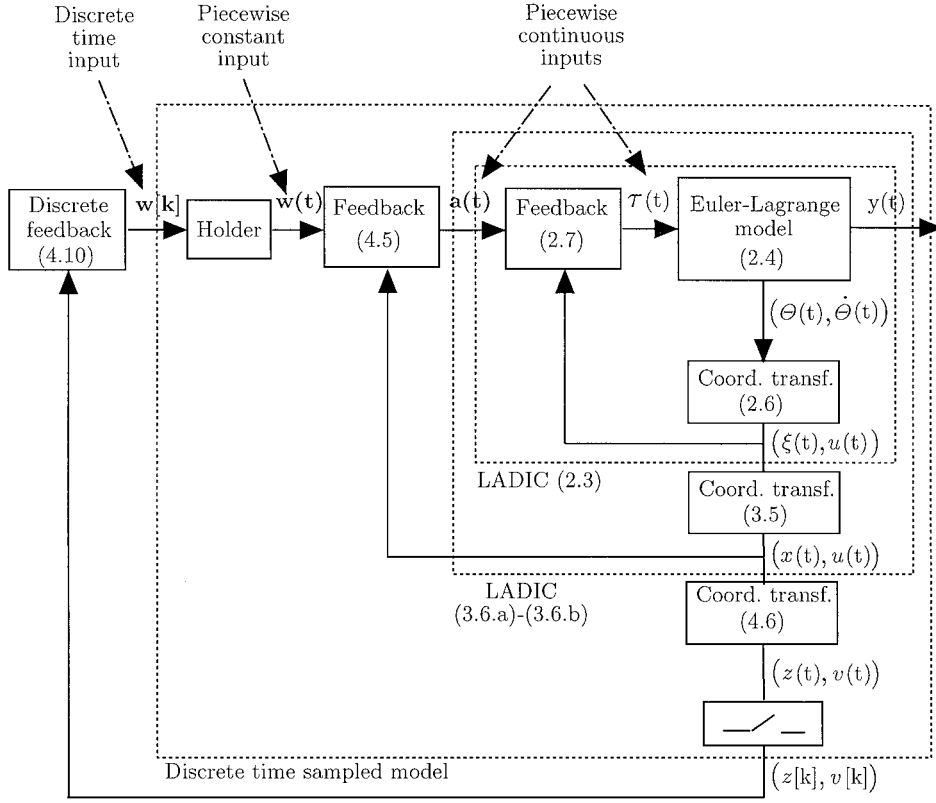 Discrete
time
input
Piecewise
constant
input
Piecewise
continuous
inputs
w[k]
w(t)
a(t)
τ(t)
y(t)
Discrete
feedback
(4.10)
Holder
Feedback
(4.5)
Feedback
(2.7)
Euler-Lagrange
model
(2.4)
(Θ(t), Θ̇(t))
Coord. transf.
(2.6)
(ξ(t), u(t))
LADIC (2.3)
Coord. transf.
(3.5)
(x(t), u(t))
LADIC
(3.6.a)-(3.6.b)
Coord. transf.
(4.6)
(z(t), v(t))
Discrete time sampled model
(z[k], v[k])